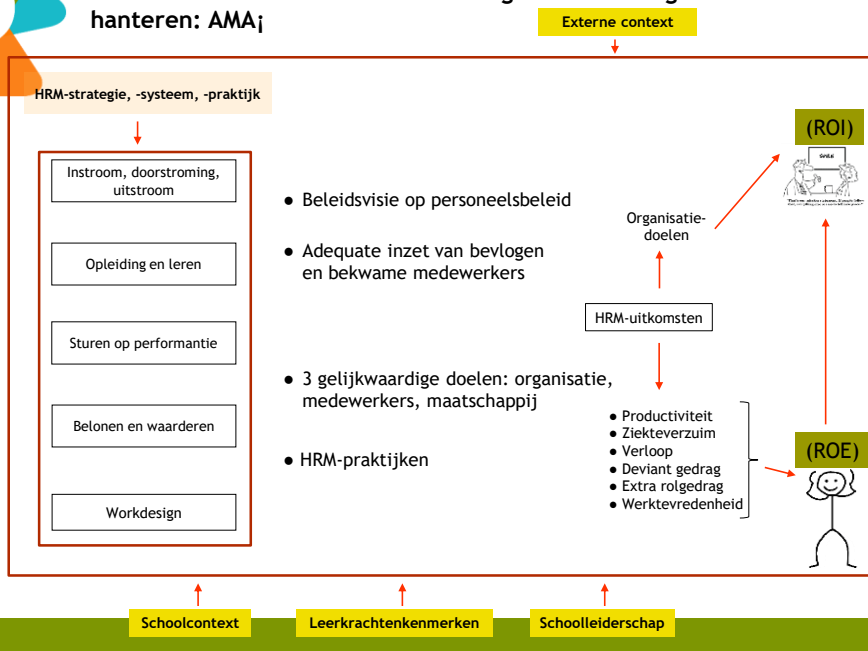 hanteren: AMA¡
Externe context
HRM-strategie, -systeem, -praktijk
Instroom, doorstroming,
uitstroom
Opleiding en leren
Sturen op performantie
Belonen en waarderen
Workdesign
● Beleidsvisie op personeelsbeleid
● Adequate inzet van bevlogen
en bekwame medewerkers
● 3 gelijkwaardige doelen: organisatie,
medewerkers, maatschappij
● HRM-praktijken
Organisatie-
doelen
HRM-uitkomsten
● Productiviteit
● Ziekteverzuim
● Verloop
● Deviant gedrag
● Extra rolgedrag
● Werktevredenheid
(ROI)
(ROE)
Schoolcontext
Leerkrachtenkenmerken
Schoolleiderschap